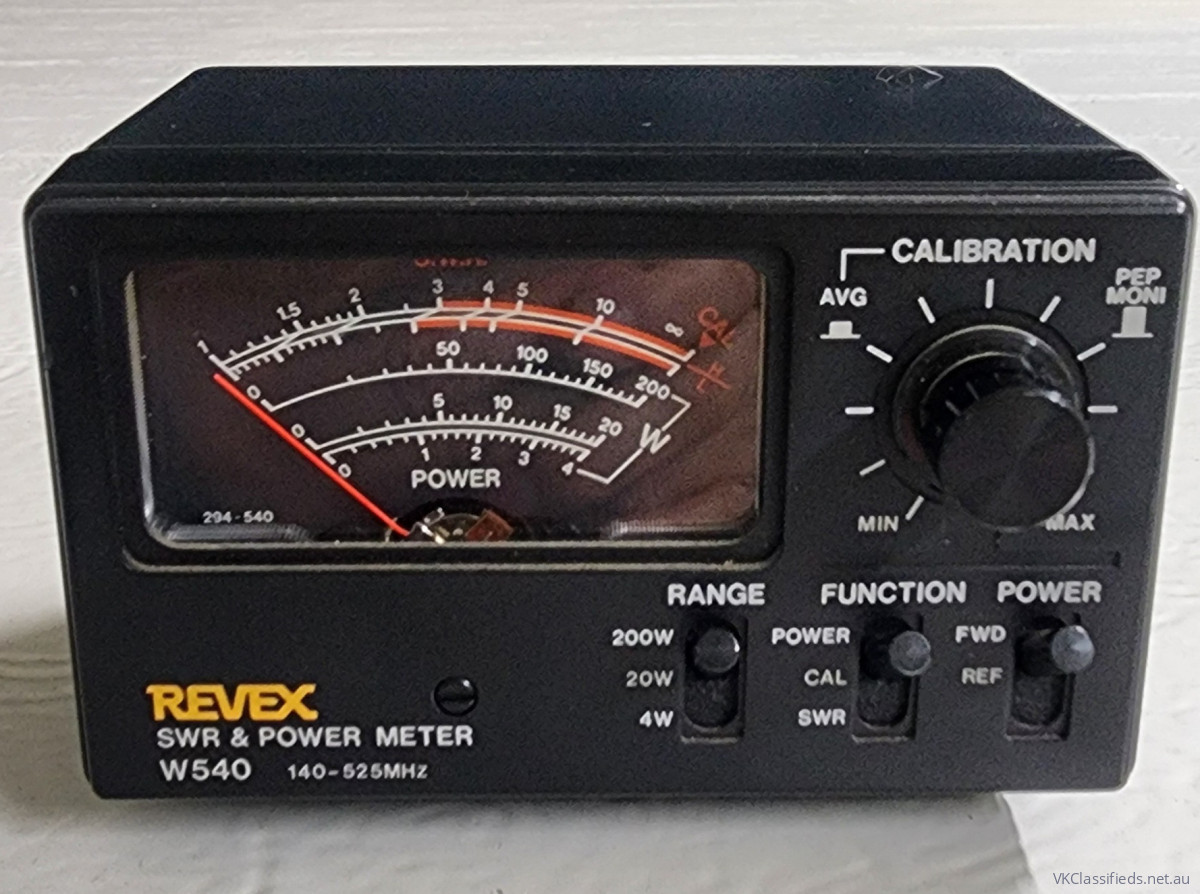 CALIBRATION
AVG
PEP
MONI
MIN
MAX
1 1.5 2 3 4 5 10 ∞
CAL
H
L
0 50 100 150 200
0 5 10 15 20
0 1 2 3 4
W
POWER
294-540
RANGE
200W
20W
4W
FUNCTION
POWER
CAL
SWR
POWER
FWD
REF
REVEX
SWR & POWER METER
W540 140-525MHz
VKClassifieds.net.au